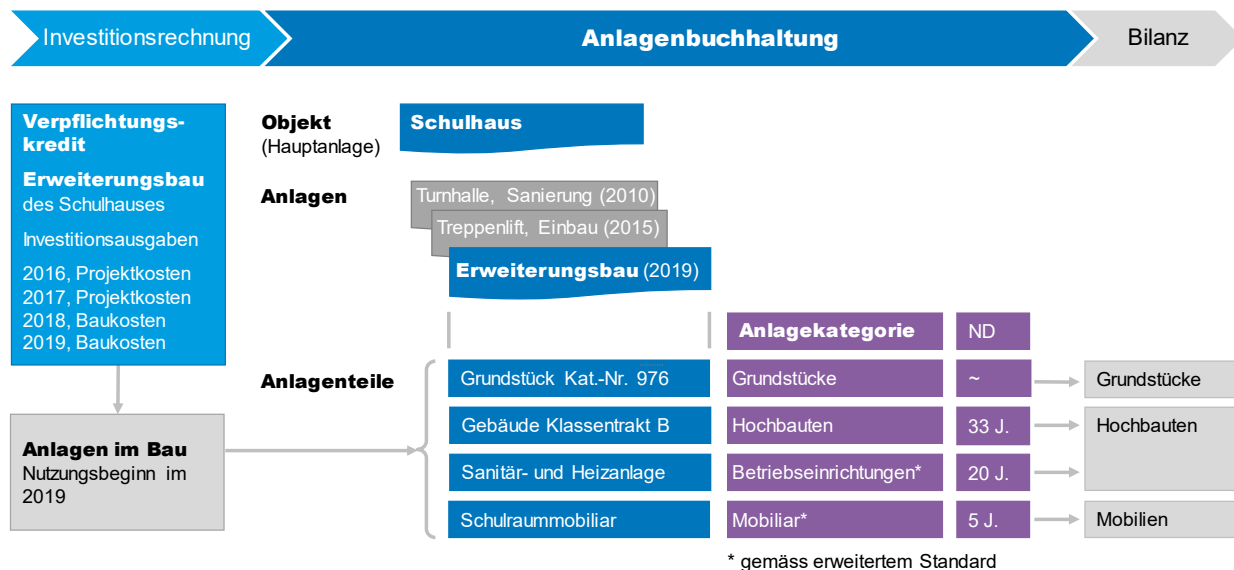 Investitionsrechnung
Anlagenbuchhaltung
Bilanz
Verpflichtungs-
kredit
Erweiterungsbau
des Schulhauses
Investitionsausgaben
2016, Projektkosten
2017, Projektkosten
2018, Baukosten
2019, Baukosten
Anlagen im Bau
Nutzungsbeginn im
2019
Objekt
(Hauptanlage)
Schulhaus
Anlagen
Turnhalle, Sanierung (2010)
Treppenlift, Einbau (2015)
Erweiterungsbau (2019)
Anlagekategorie ND
Anlagenteile
Grundstück Kat.-Nr. 976 Grundstücke ~ Grundstücke
Gebäude Klassentrakt B Hochbauten 33 J. Hochbauten
Sanitär- und Heizanlage Betriebseinrichtungen* 20 J.
Schulraummobiliar Mobiliar* 5 J. Mobilien
* gemäss erweitertem Standard